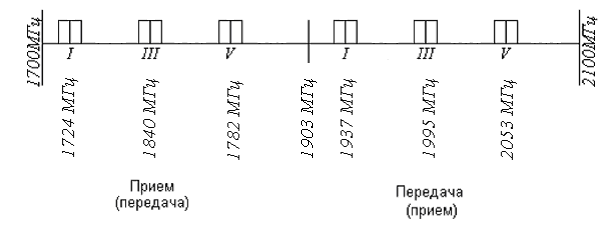 I III V I III V
1700МГц 1724 МГц 1840 МГц 1782 МГц 1903 МГц 1937 МГц 1995 МГц 2053 МГц 2100МГц
Прием
(передача)
Передача
(прием)